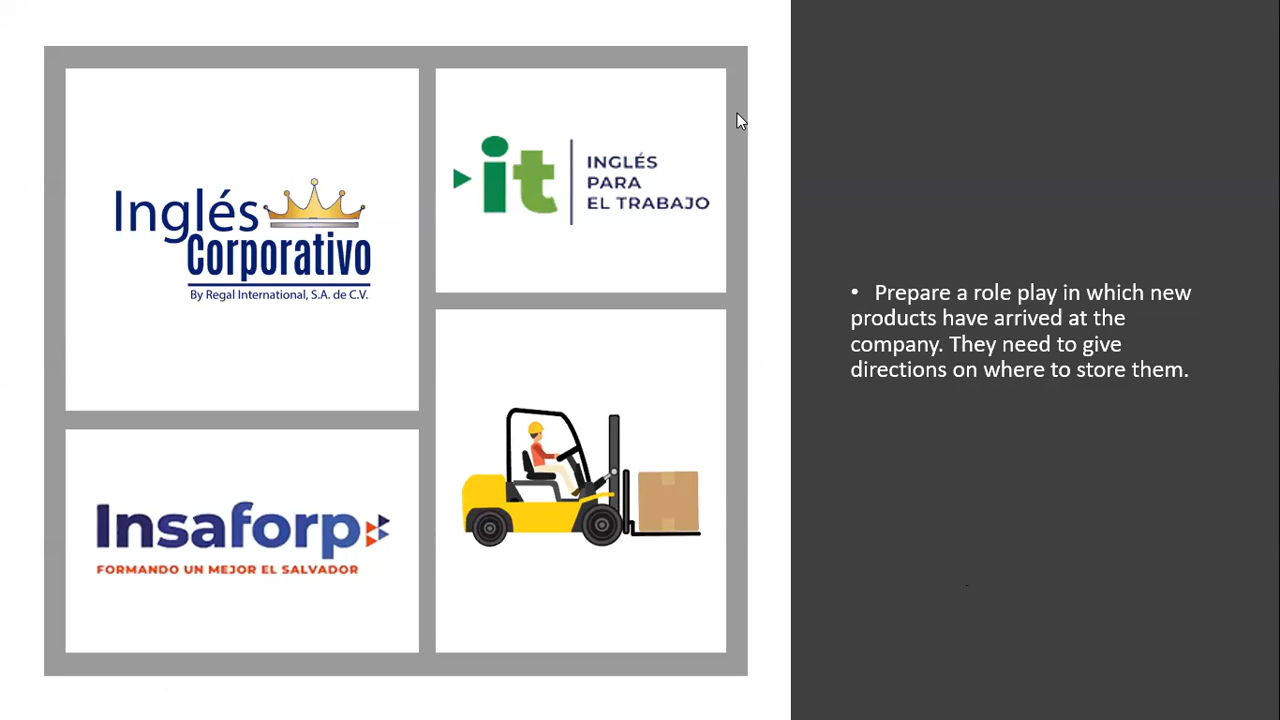 Inglés
Corporativo
By Regal International, S.A. de C.V.
it
INGLÉS
PARA
EL TRABAJO
Insaforp
FORMANDO UN MEJOR EL SALVADOR
• Prepare a role play in which new
products have arrived at the
company. They need to give
directions on where to store them.